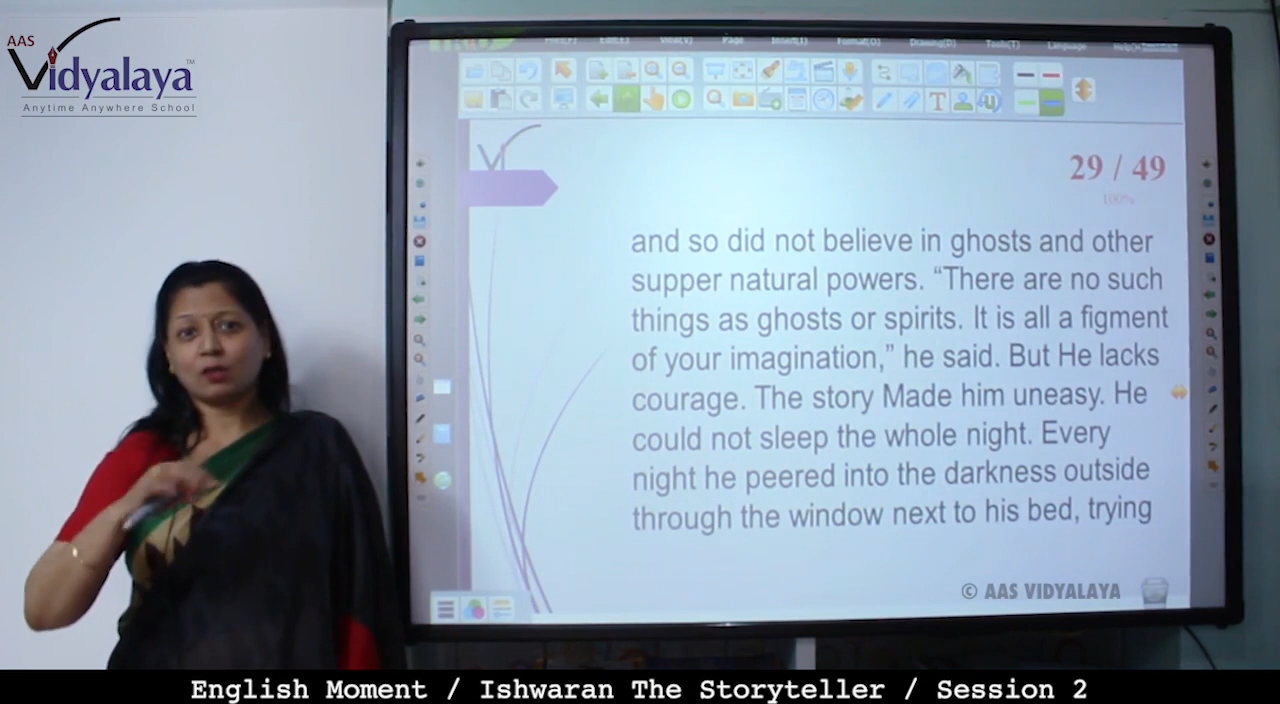 AAS
Vidyalaya
TM
Anytime Anywhere School
Page
Language
29 / 49
100%
and so did not believe in ghosts and other
supper natural powers. “There are no such
things as ghosts or spirits. It is all a figment
of your imagination,” he said. But He lacks
courage. The story Made him uneasy. He
could not sleep the whole night. Every
night he peered into the darkness outside
through the window next to his bed, trying
© AAS VIDYALAYA
English Moment / Ishwaran The Storyteller / Session 2